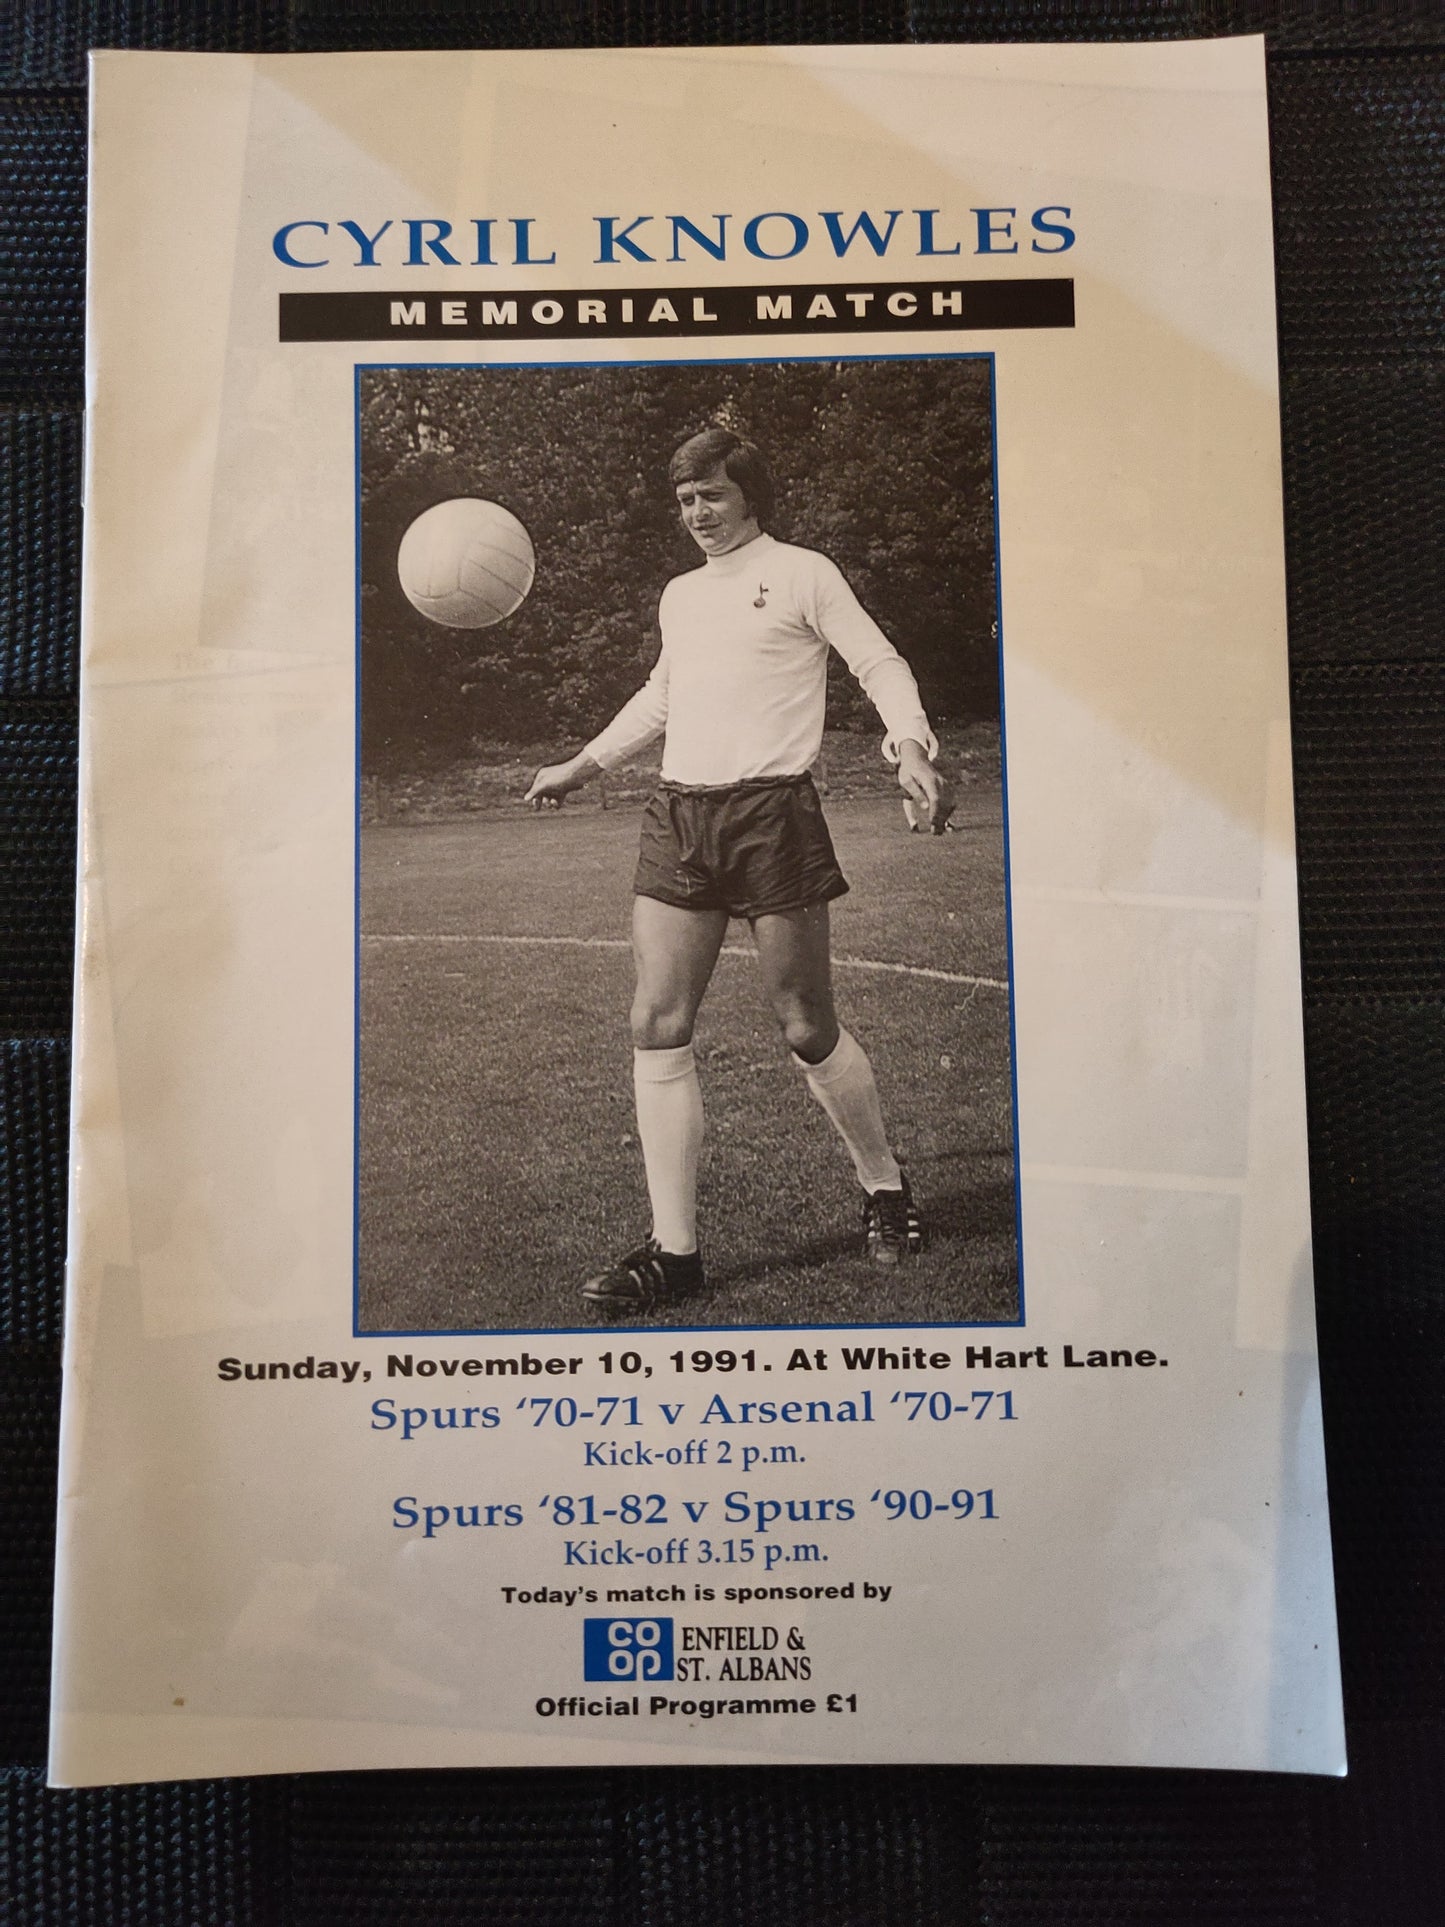 CYRIL KNOWLES
MEMORIAL MATCH
Sunday, November 10, 1991. At White Hart Lane.
Spurs ‘70-71 v Arsenal ‘70-71
Kick-off 2 p.m.
Spurs ‘81-82 v Spurs ‘90-91
Kick-off 3.15 p.m.
Today’s match is sponsored by
CO ENFIELD &
OP ST. ALBANS
Official Programme £1